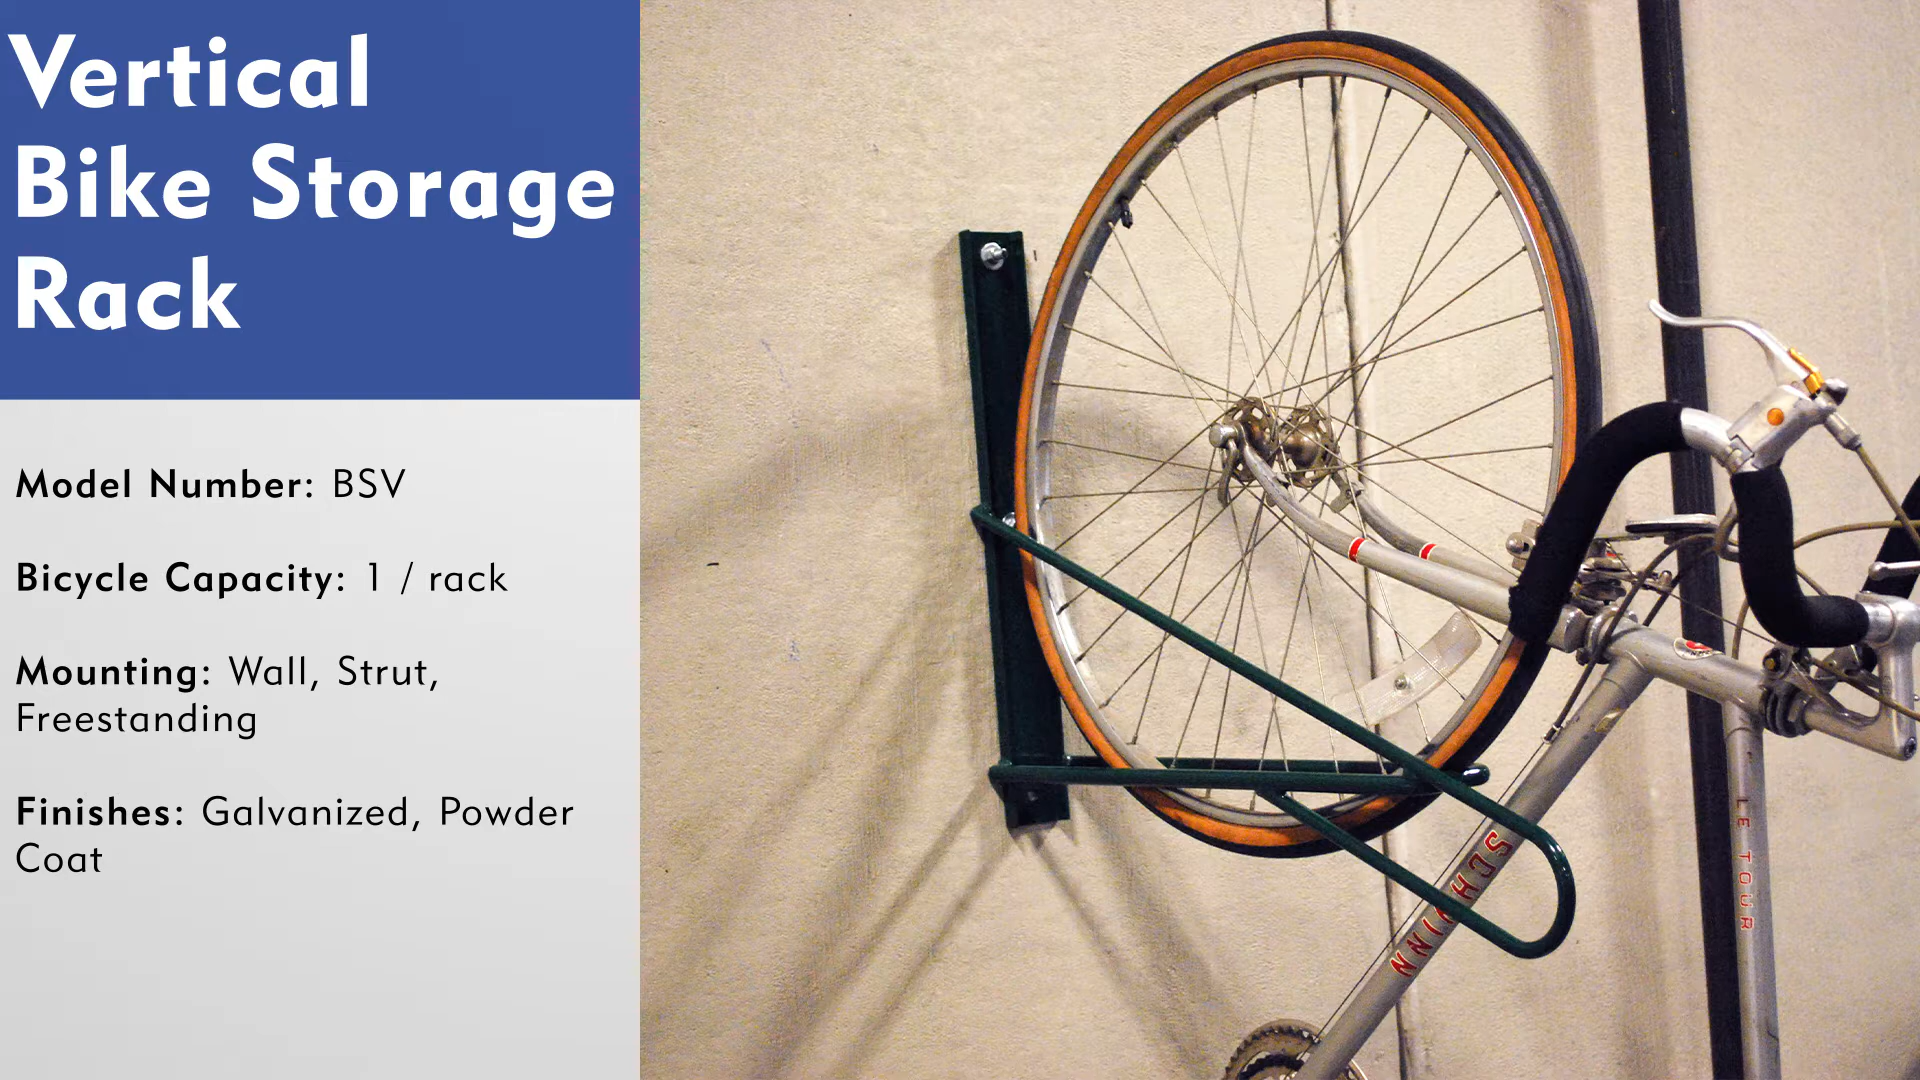 Vertical
Bike Storage
Rack
Model Number: BSV
Bicycle Capacity: 1 / rack
Mounting: Wall, Strut,
Freestanding
Finishes: Galvanized, Powder
Coat
SCHWINN
LE TOUR